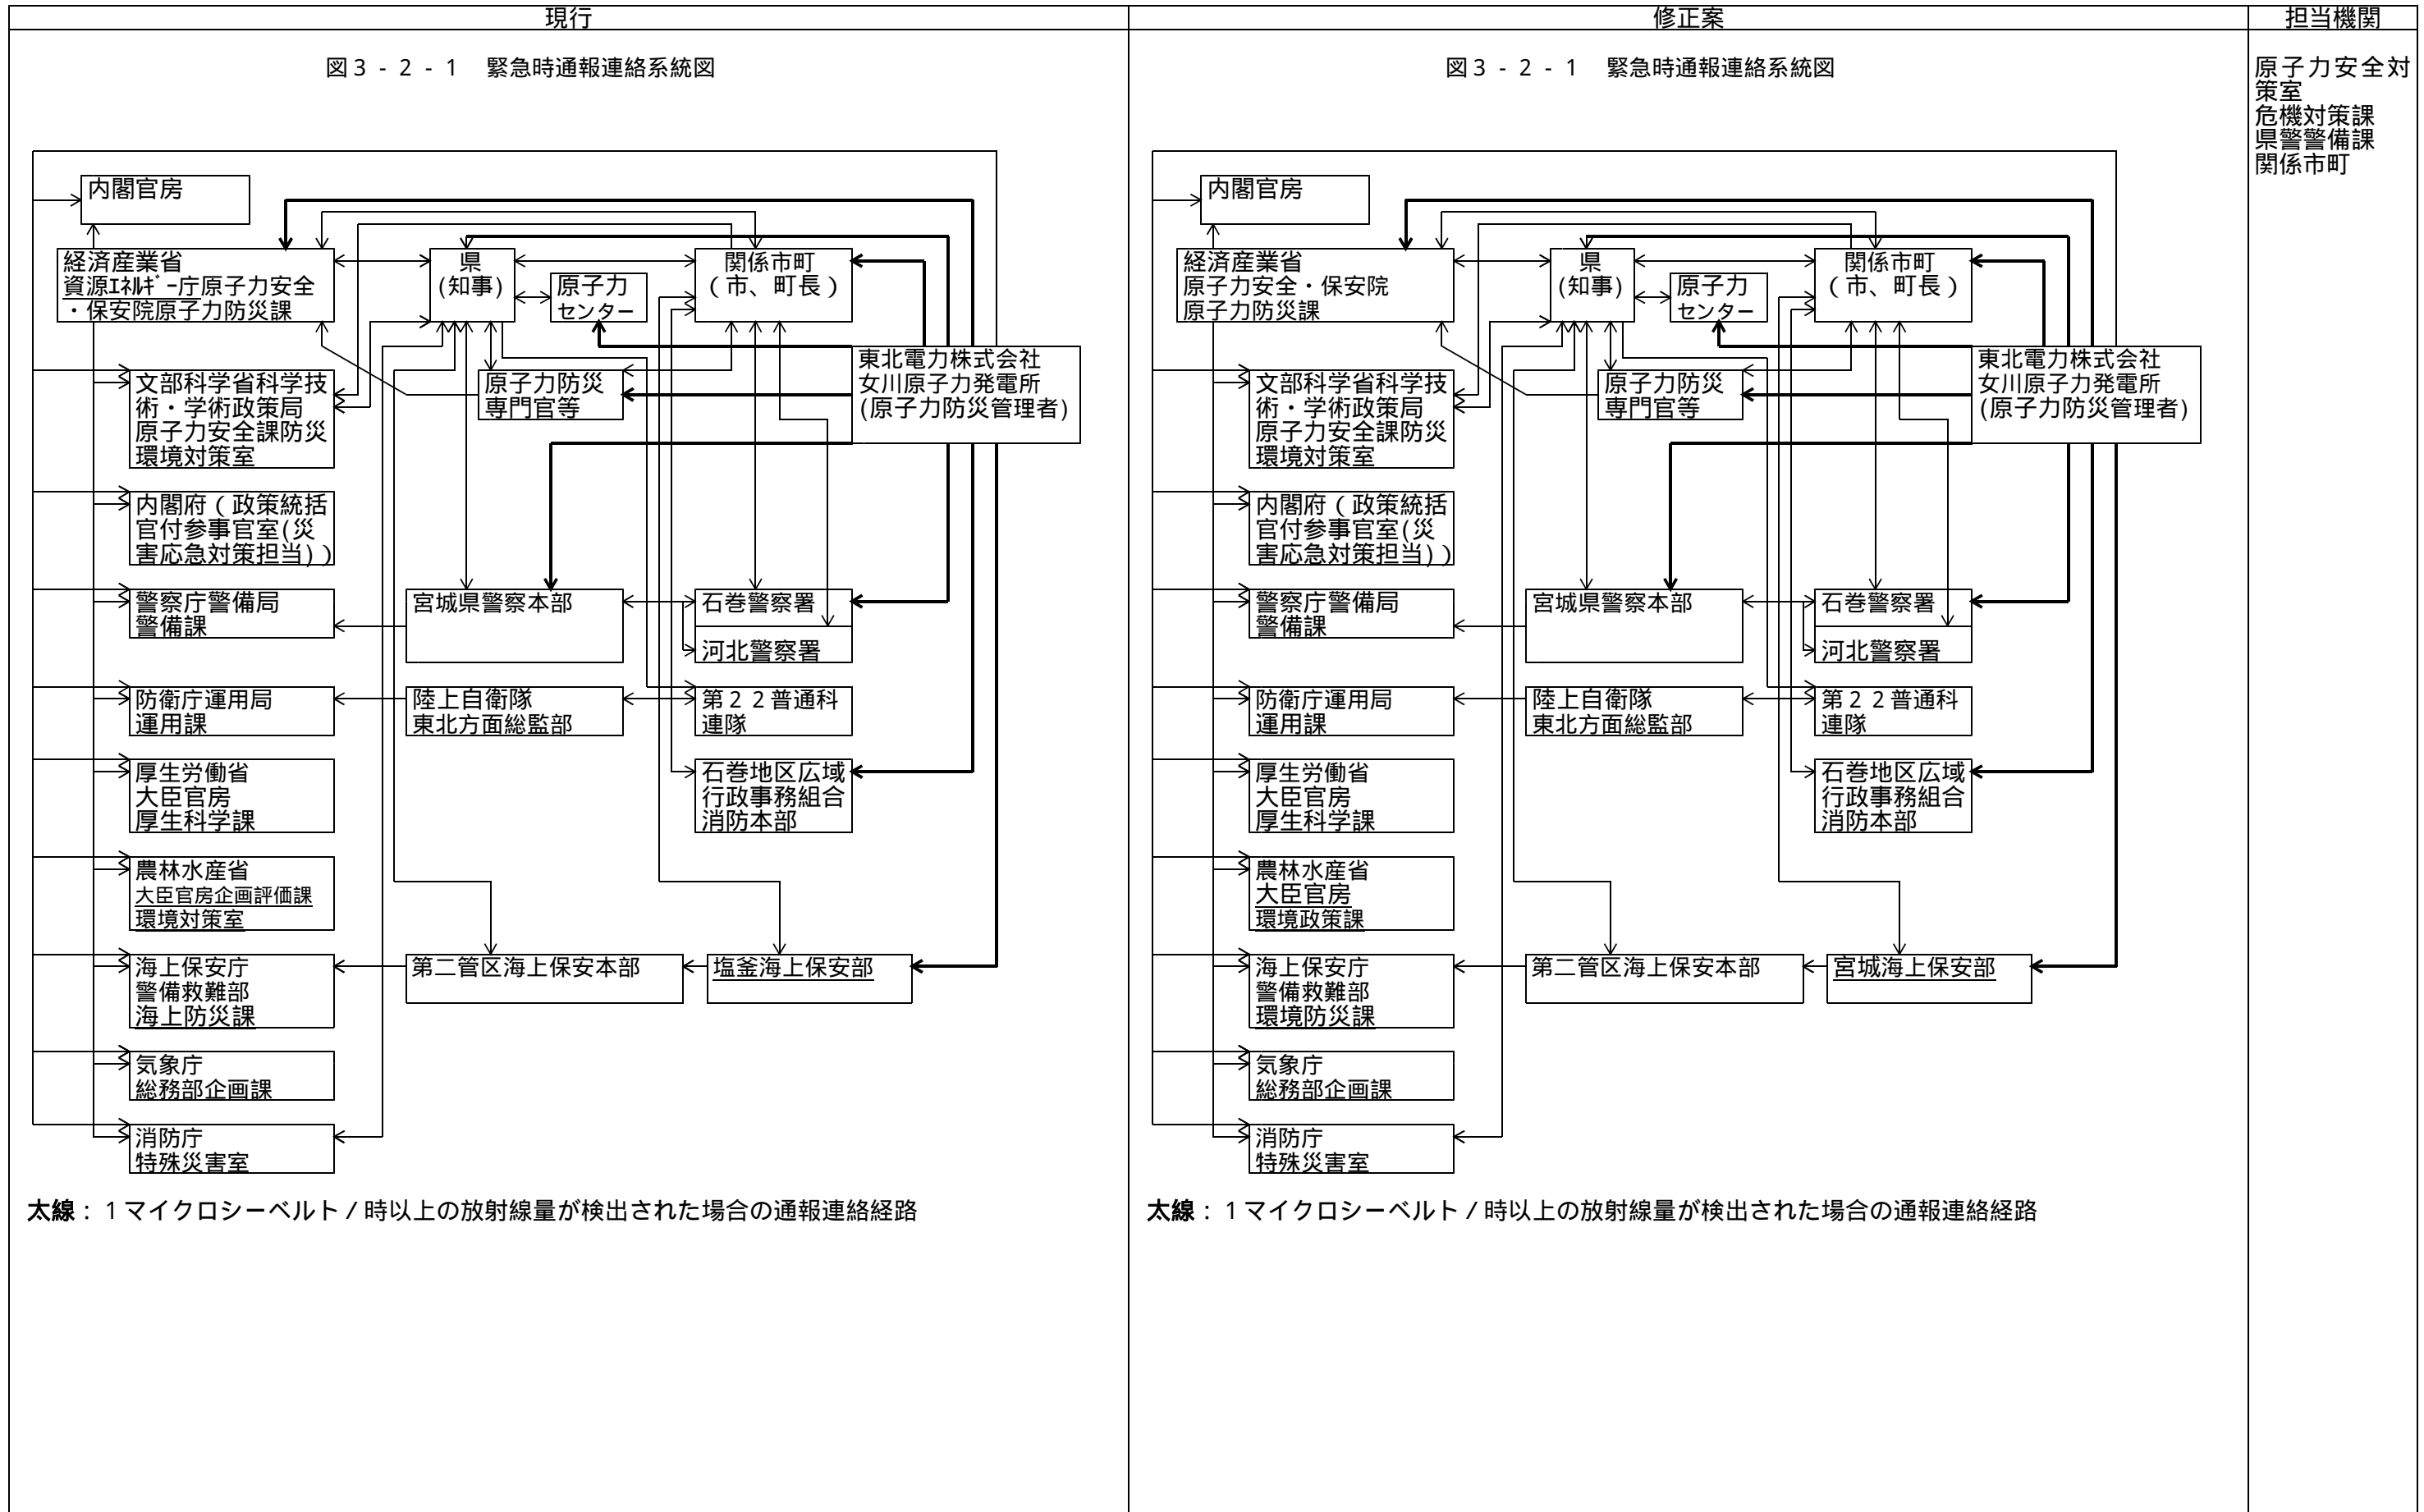 現行
図3-2-1 緊急時通報連絡系統図
内閣官房
経済産業省
資源ｴﾈﾙｷﾞｰ庁原子力安全
・保安院原子力防災課
県
(知事)
原子力
センター
関係市町
（市、町長）
東北電力株式会社
女川原子力発電所
(原子力防災管理者)
文部科学省科学技
術・学術政策局
原子力安全課防災
環境対策室
原子力防災
専門官等
内閣府（政策統括
官付参事官室(災
害応急対策担当)）
警察庁警備局
警備課
宮城県警察本部
石巻警察署
河北警察署
防衛庁運用局
運用課
陸上自衛隊
東北方面総監部
第２２普通科
連隊
厚生労働省
大臣官房
厚生科学課
石巻地区広域
行政事務組合
消防本部
農林水産省
大臣官房企画評価課
環境対策室
海上保安庁
警備救難部
海上防災課
第二管区海上保安本部
塩釜海上保安部
気象庁
総務部企画課
消防庁
特殊災害室
太線：１マイクロシーベルト／時以上の放射線量が検出された場合の通報連絡経路
修正案
図3-2-1 緊急時通報連絡系統図
内閣官房
経済産業省
原子力安全・保安院
原子力防災課
県
(知事)
原子力
センター
関係市町
（市、町長）
東北電力株式会社
女川原子力発電所
(原子力防災管理者)
文部科学省科学技
術・学術政策局
原子力安全課防災
環境対策室
原子力防災
専門官等
内閣府（政策統括
官付参事官室(災
害応急対策担当)）
警察庁警備局
警備課
宮城県警察本部
石巻警察署
河北警察署
防衛庁運用局
運用課
陸上自衛隊
東北方面総監部
第２２普通科
連隊
厚生労働省
大臣官房
厚生科学課
石巻地区広域
行政事務組合
消防本部
農林水産省
大臣官房
環境政策課
海上保安庁
警備救難部
環境防災課
第二管区海上保安本部
宮城海上保安部
気象庁
総務部企画課
消防庁
特殊災害室
太線：１マイクロシーベルト／時以上の放射線量が検出された場合の通報連絡経路
担当機関
原子力安全対
策室
危機対策課
県警警備課
関係市町